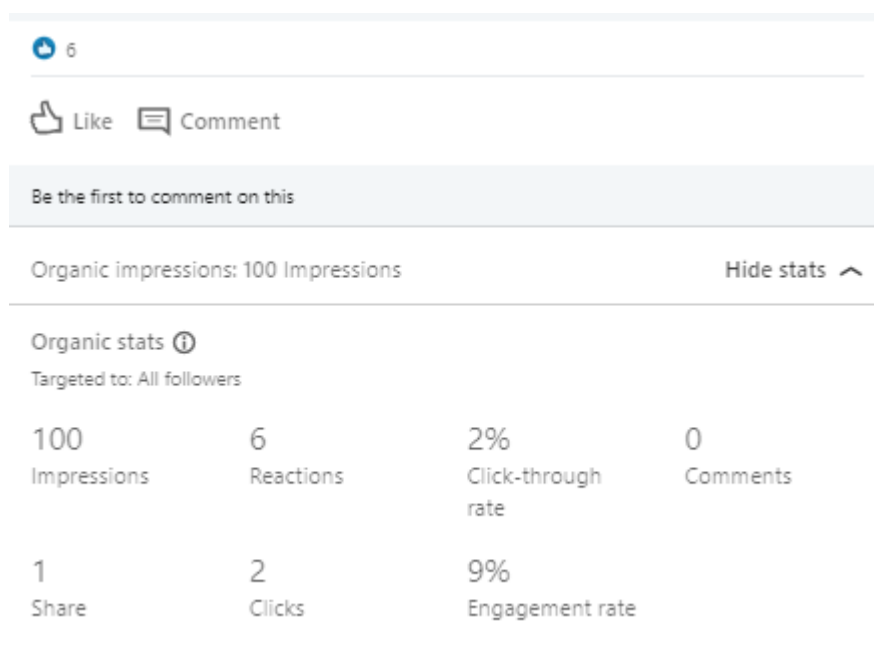 6
Like Comment
Be the first to comment on this
Organic impressions: 100 Impressions Hide stats
Organic stats
Targeted to: All followers
100 6 2% 0
Impressions Reactions Click-through rate Comments
1 2 9%
Share Clicks Engagement rate